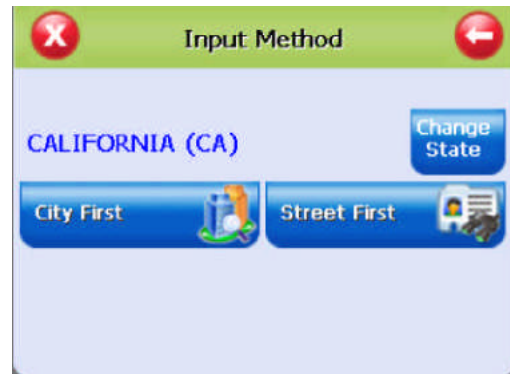 Input Method
CALIFORNIA (CA)
Change
State
City First
Street First